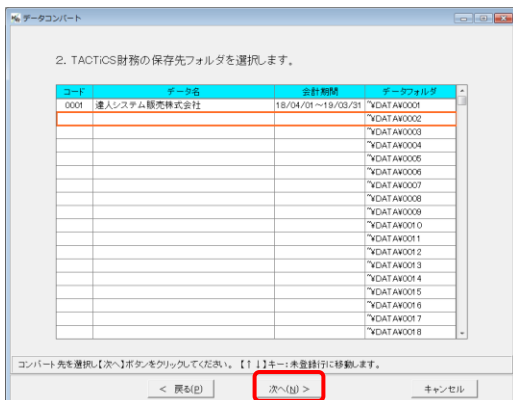 データコンバート
2. TACTiCS財務の保存先フォルダを選択します。
コード データ名 会計期間 データフォルダ
0001 達人システム販売株式会社 18/04/01～19/03/31 ~¥DATA¥0001
~¥DATA¥0002
~¥DATA¥0003
~¥DATA¥0004
~¥DATA¥0005
~¥DATA¥0006
~¥DATA¥0007
~¥DATA¥0008
~¥DATA¥0009
~¥DATA¥0010
~¥DATA¥0011
~¥DATA¥0012
~¥DATA¥0013
~¥DATA¥0014
~¥DATA¥0015
~¥DATA¥0016
~¥DATA¥0017
~¥DATA¥0018
コンバート先を選択し【次へ】ボタンをクリックしてください。【↑↓】キー：未登録行に移動します。
< 戻る(P) 次へ(N) > キャンセル